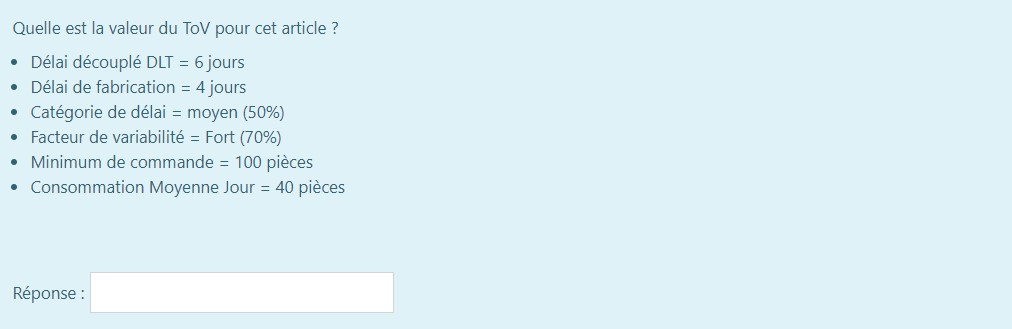 Quelle est la valeur du ToV pour cet article ?
• Délai découplé DLT = 6 jours
• Délai de fabrication = 4 jours
• Catégorie de délai = moyen (50%)
• Facteur de variabilité = Fort (70%)
• Minimum de commande = 100 pièces
• Consommation Moyenne Jour = 40 pièces
Réponse :